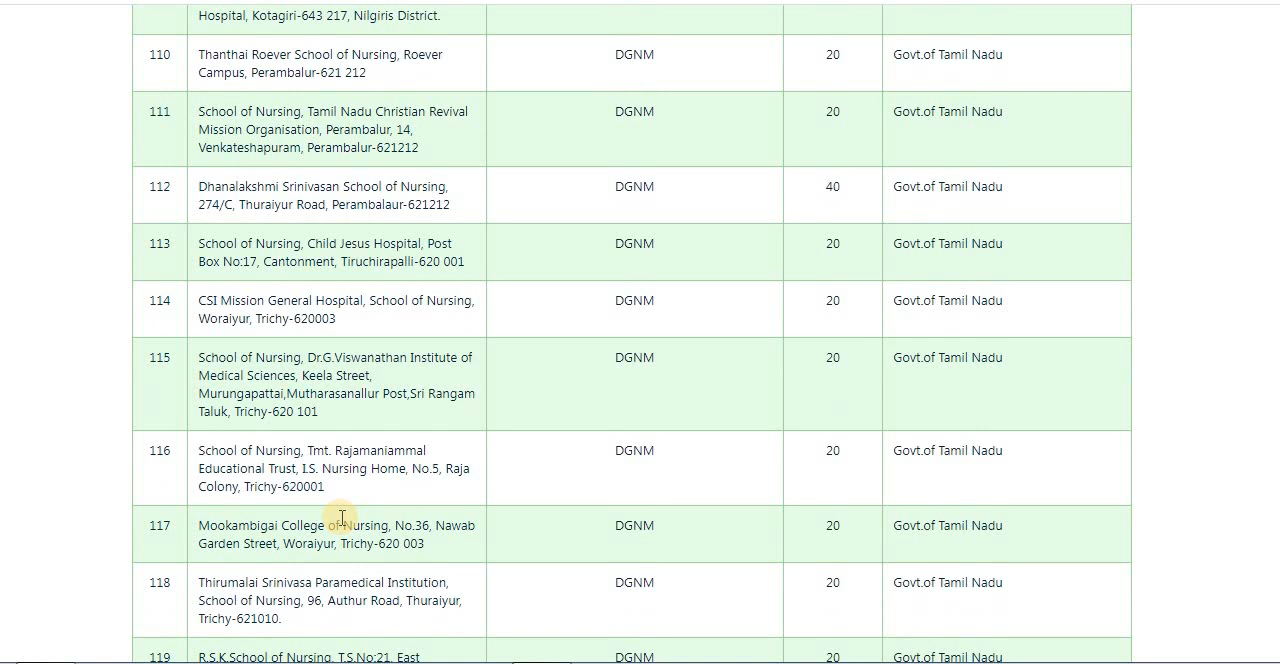 Hospital, Kotagiri-643 217, Nilgiris District.
110 Thanthai Roever School of Nursing, Roever DGNM 20 Govt.of Tamil Nadu
Campus, Perambalur-621 212
111 School of Nursing, Tamil Nadu Christian Revival DGNM 20 Govt.of Tamil Nadu
Mission Organisation, Perambalur, 14,
Venkateshapuram, Perambalur-621212
112 Dhanalakshmi Srinivasan School of Nursing, DGNM 40 Govt.of Tamil Nadu
274/C, Thuraiyur Road, Perambalaur-621212
113 School of Nursing, Child Jesus Hospital, Post DGNM 20 Govt.of Tamil Nadu
Box No:17, Cantonment, Tiruchirapalli-620 001
114 CSI Mission General Hospital, School of Nursing, DGNM 20 Govt.of Tamil Nadu
Woraiyur, Trichy-620003
115 School of Nursing, Dr.G.Viswanathan Institute of DGNM 20 Govt.of Tamil Nadu
Medical Sciences, Keela Street,
Murungapattai,Mutharasanallur Post,Sri Rangam
Taluk, Trichy-620 101
116 School of Nursing, Tmt. Rajamaniammal DGNM 20 Govt.of Tamil Nadu
Educational Trust, I.S. Nursing Home, No.5, Raja
Colony, Trichy-620001
117 Mookambigai College of Nursing, No.36, Nawab DGNM 20 Govt.of Tamil Nadu
Garden Street, Woraiyur, Trichy-620 003
118 Thirumalai Srinivasa Paramedical Institution, DGNM 20 Govt.of Tamil Nadu
School of Nursing, 96, Authur Road, Thuraiyur,
Trichy-621010.
119 R.S.K.School of Nursing, T.S.No:21, East DGNM 20 Govt.of Tamil Nadu